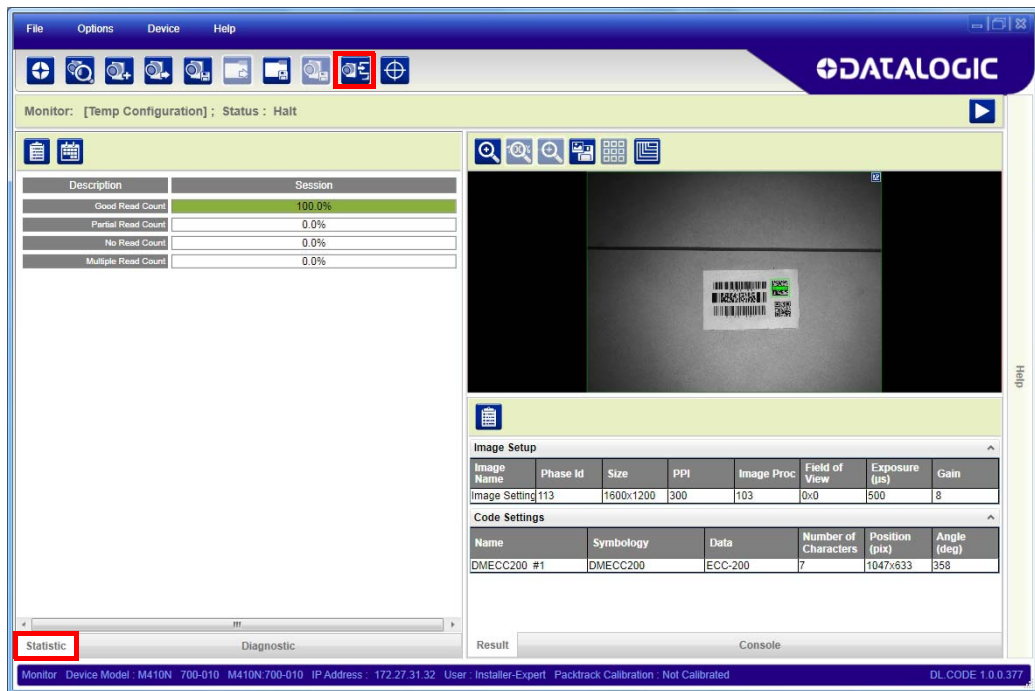 File Options Device Help
DATALOGIC
Monitor: [Temp Configuration] ; Status : Halt
Description Session
Good Read Count 100.0%
Partial Read Count 0.0%
No Read Count 0.0%
Multiple Read Count 0.0%
Help
Image Setup
Image Name Phase Id Size PPI Image Proc Field of View Exposure (µs) Gain
Image Setting 113 1600x1200 300 103 0x0 500 8
Code Settings
Name Symbology Data Number of Characters Position (pix) Angle (deg)
DMECC200 #1 DMECC200 ECC-200 7 1047x633 358
Statistic Diagnostic Result Console
Monitor Device Model : M410N 700-010 M410N:700-010 IP Address : 172.27.31.32 User : Installer-Expert Packtrack Calibration : Not Calibrated DL.CODE 1.0.0.377